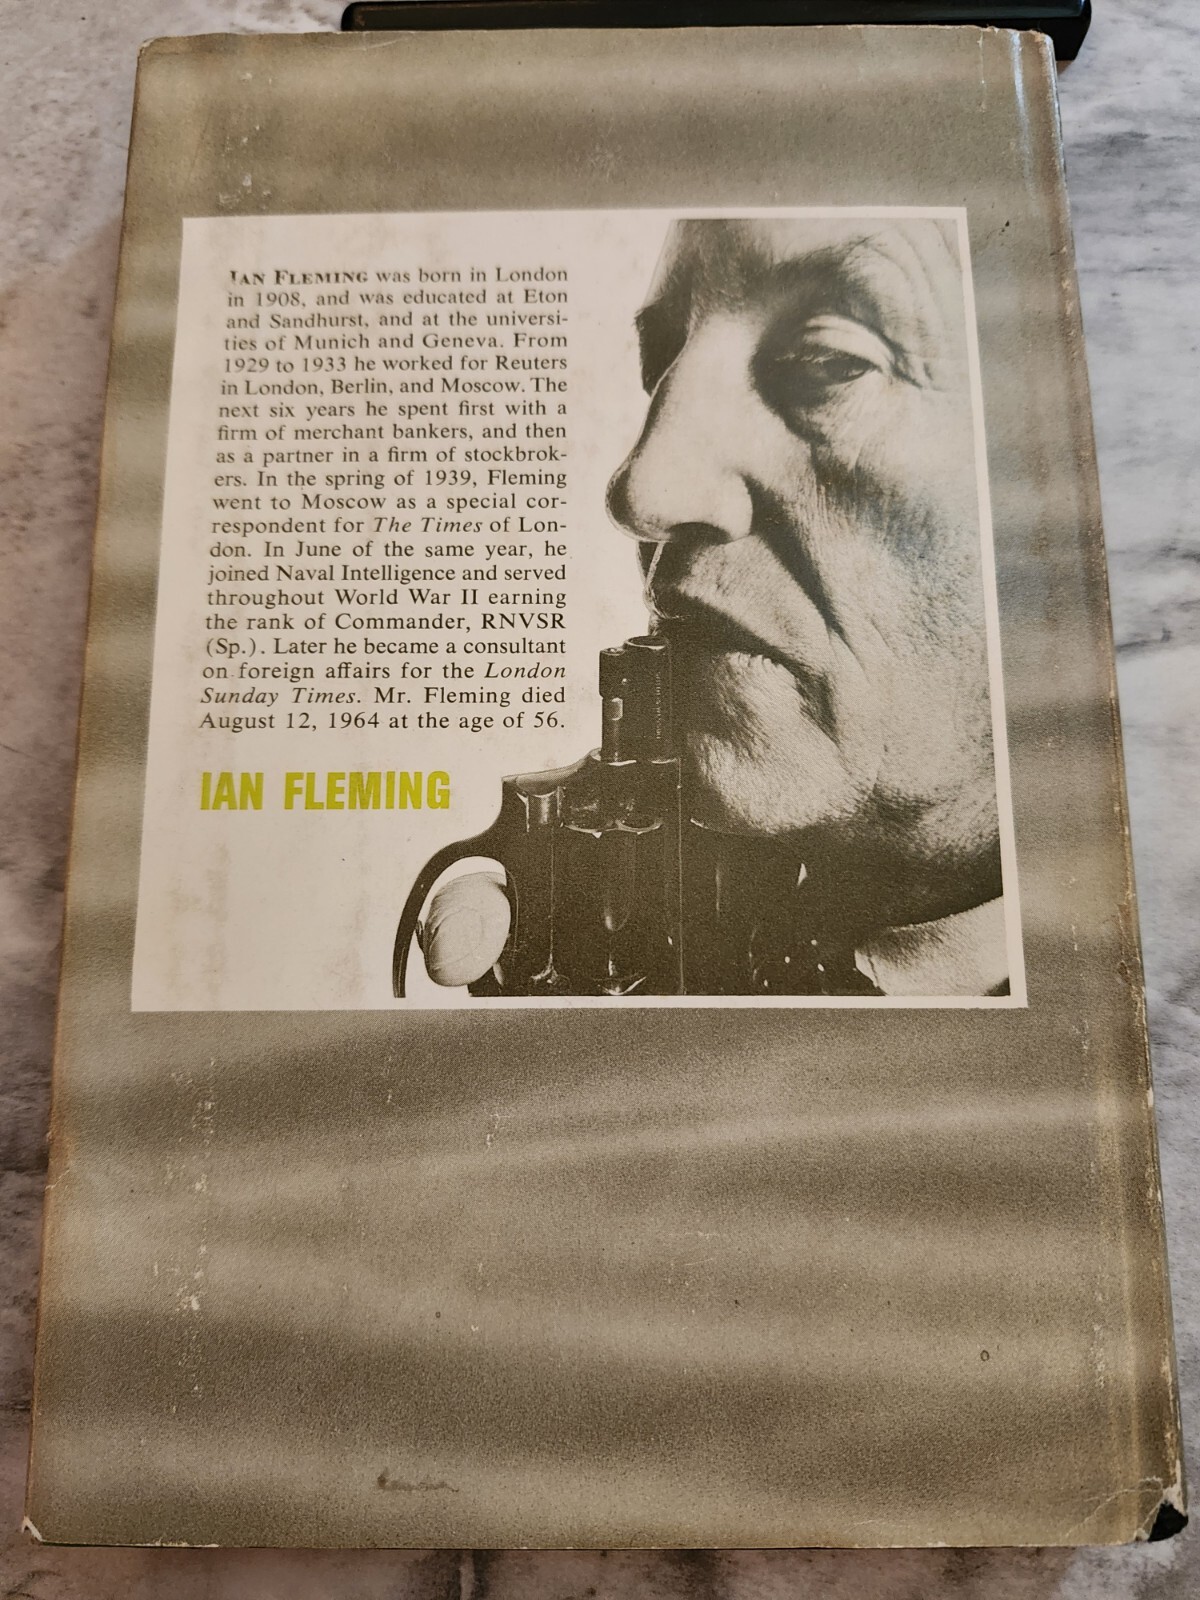 IAN FLEMING was born in London
in 1908, and was educated at Eton
and Sandhurst, and at the universi-
ties of Munich and Geneva. From
1929 to 1933 he worked for Reuters
in London, Berlin, and Moscow. The
next six years he spent first with a
firm of merchant bankers, and then
as a partner in a firm of stockbrok-
ers. In the spring of 1939, Fleming
went to Moscow as a special cor-
respondent for The Times of Lon-
don. In June of the same year, he
joined Naval Intelligence and served
throughout World War II earning
the rank of Commander, RNVSR
(Sp.). Later he became a consultant
on foreign affairs for the London
Sunday Times. Mr. Fleming died
August 12, 1964 at the age of 56.
IAN FLEMING